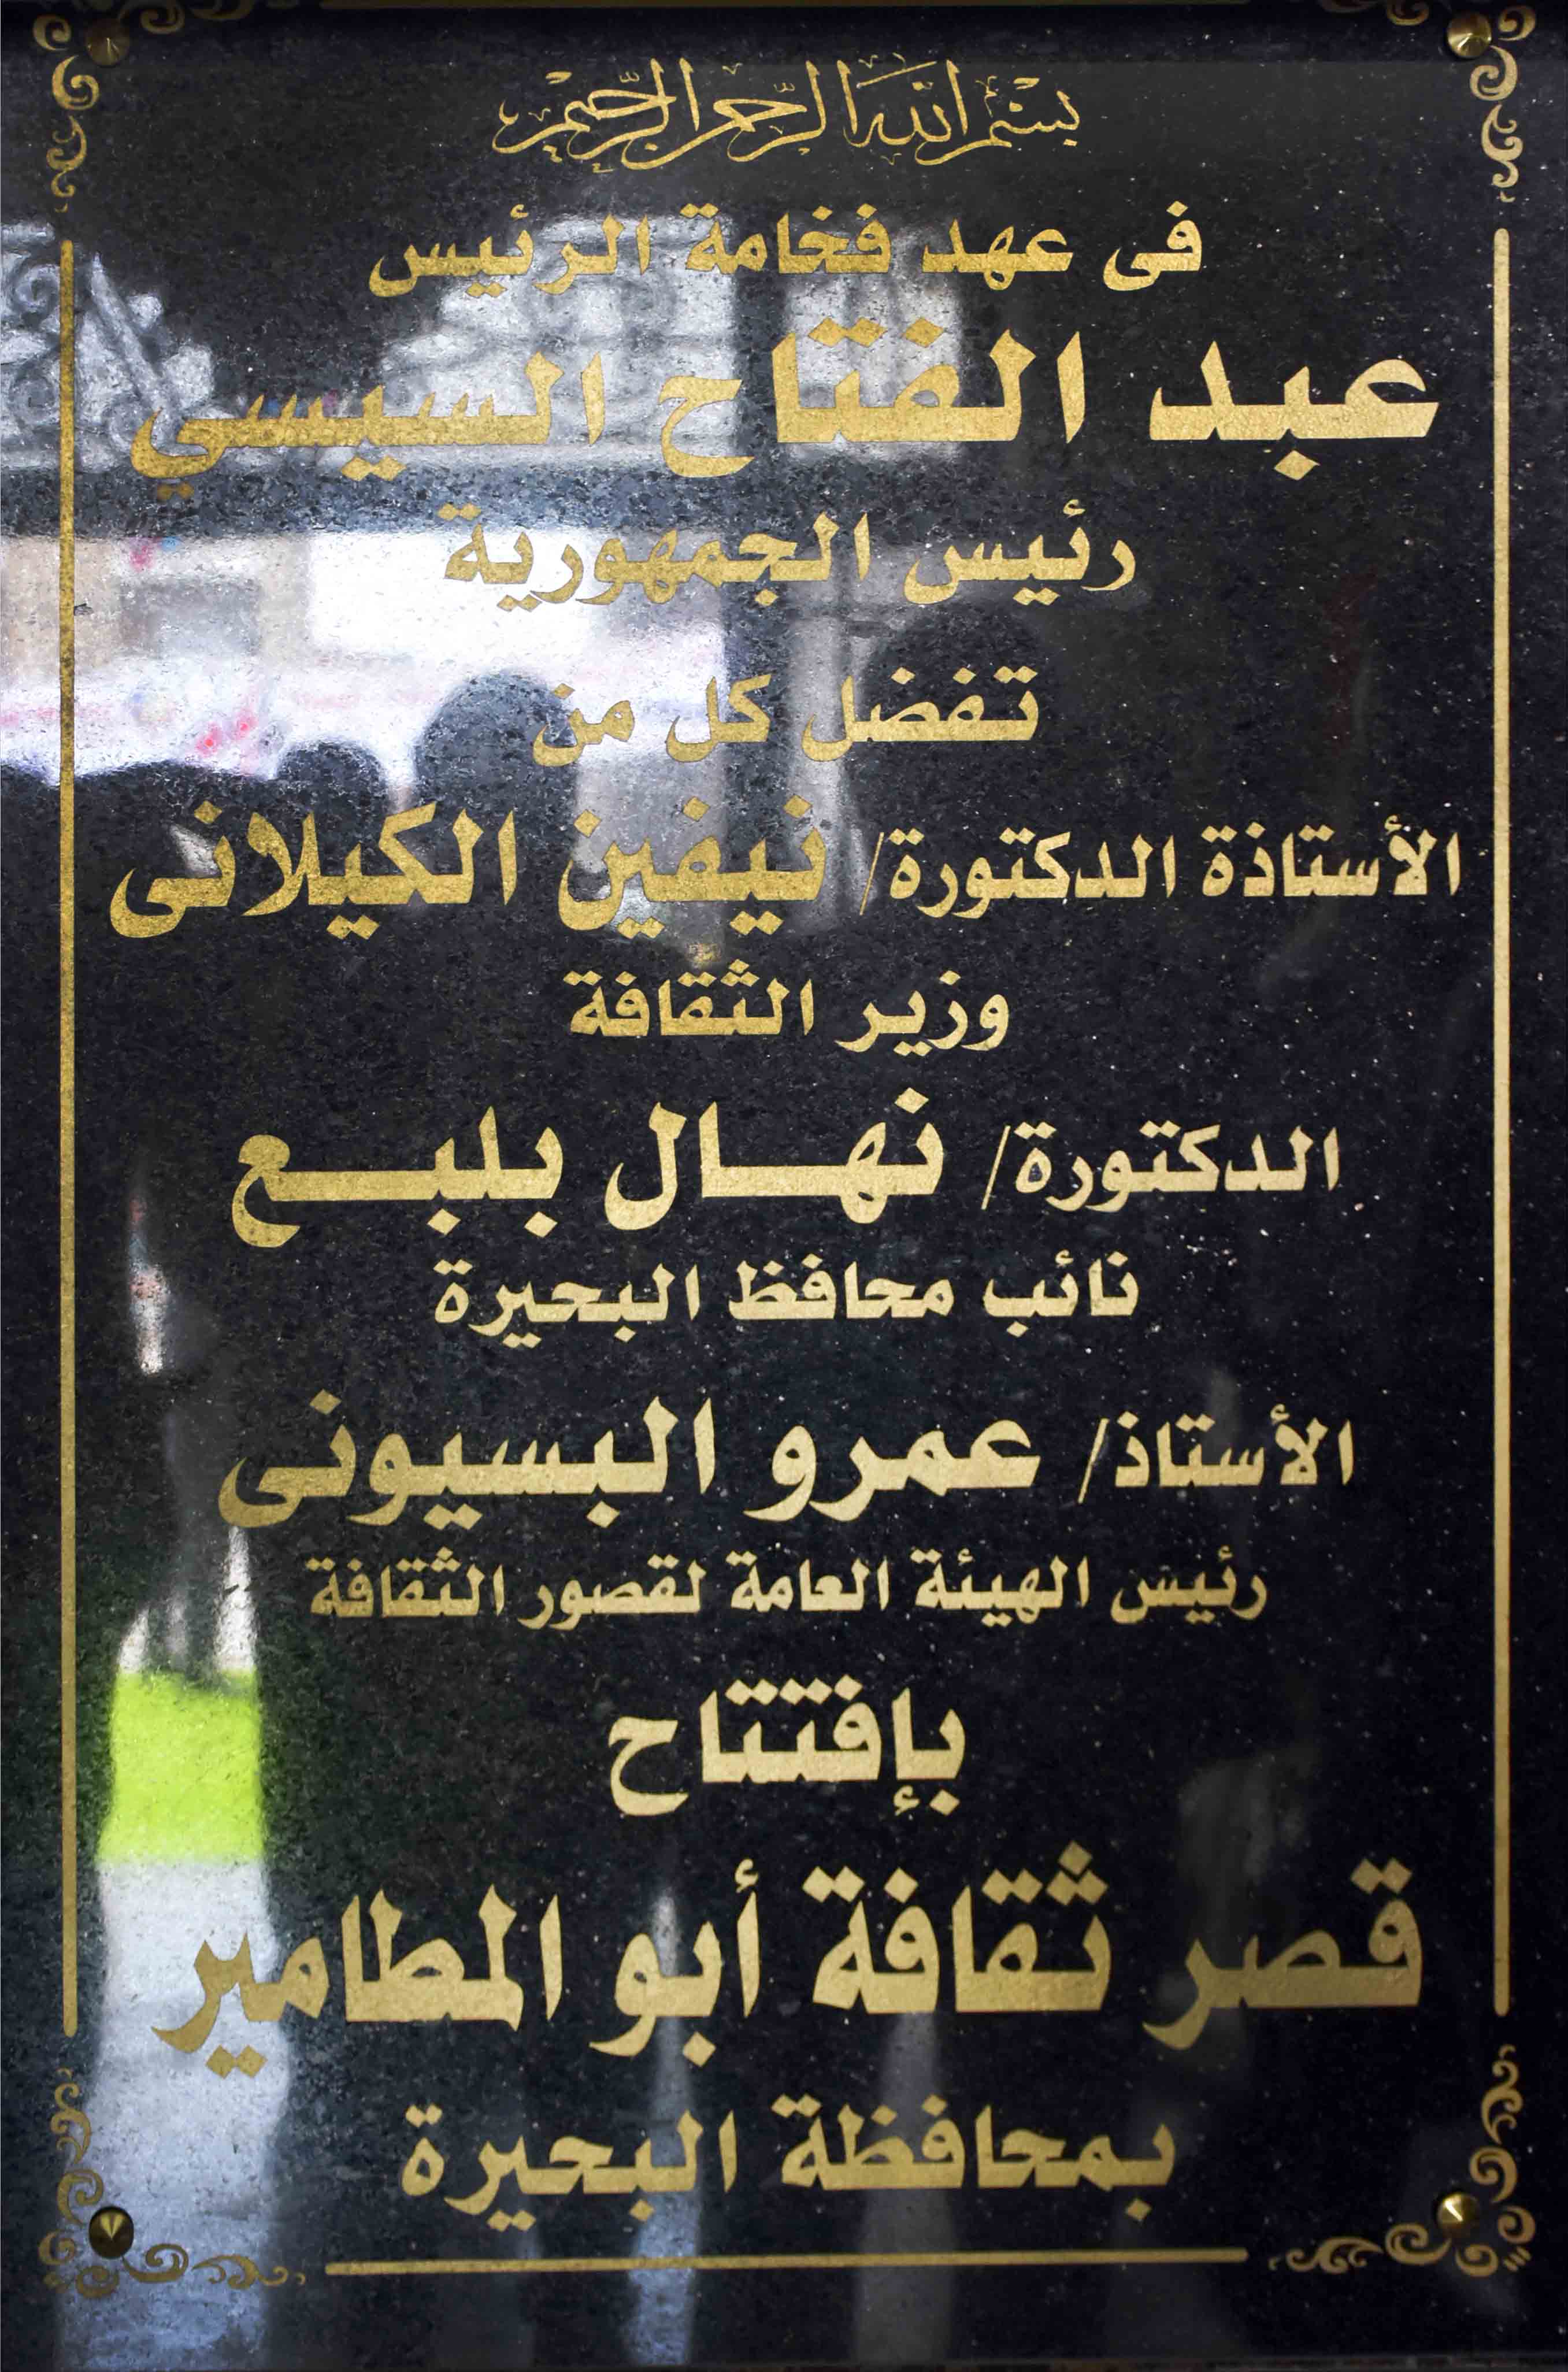 بسم الله الرحمن الرحيم
فى عهد فخامة الرئيس
عبد الفتاح السيسي
رئيس الجمهورية
تفضل كل من
الأستاذة الدكتورة/ نيفين الكيلانى
وزير الثقافة
الدكتورة/ نهـال بلبـع
نائب محافظ البحيرة
الأستاذ/ عمرو البسيونى
رئيس الهيئة العامة لقصور الثقافة
بإفتتاح
قصر ثقافة أبو المطامير
بمحافظة البحيرة